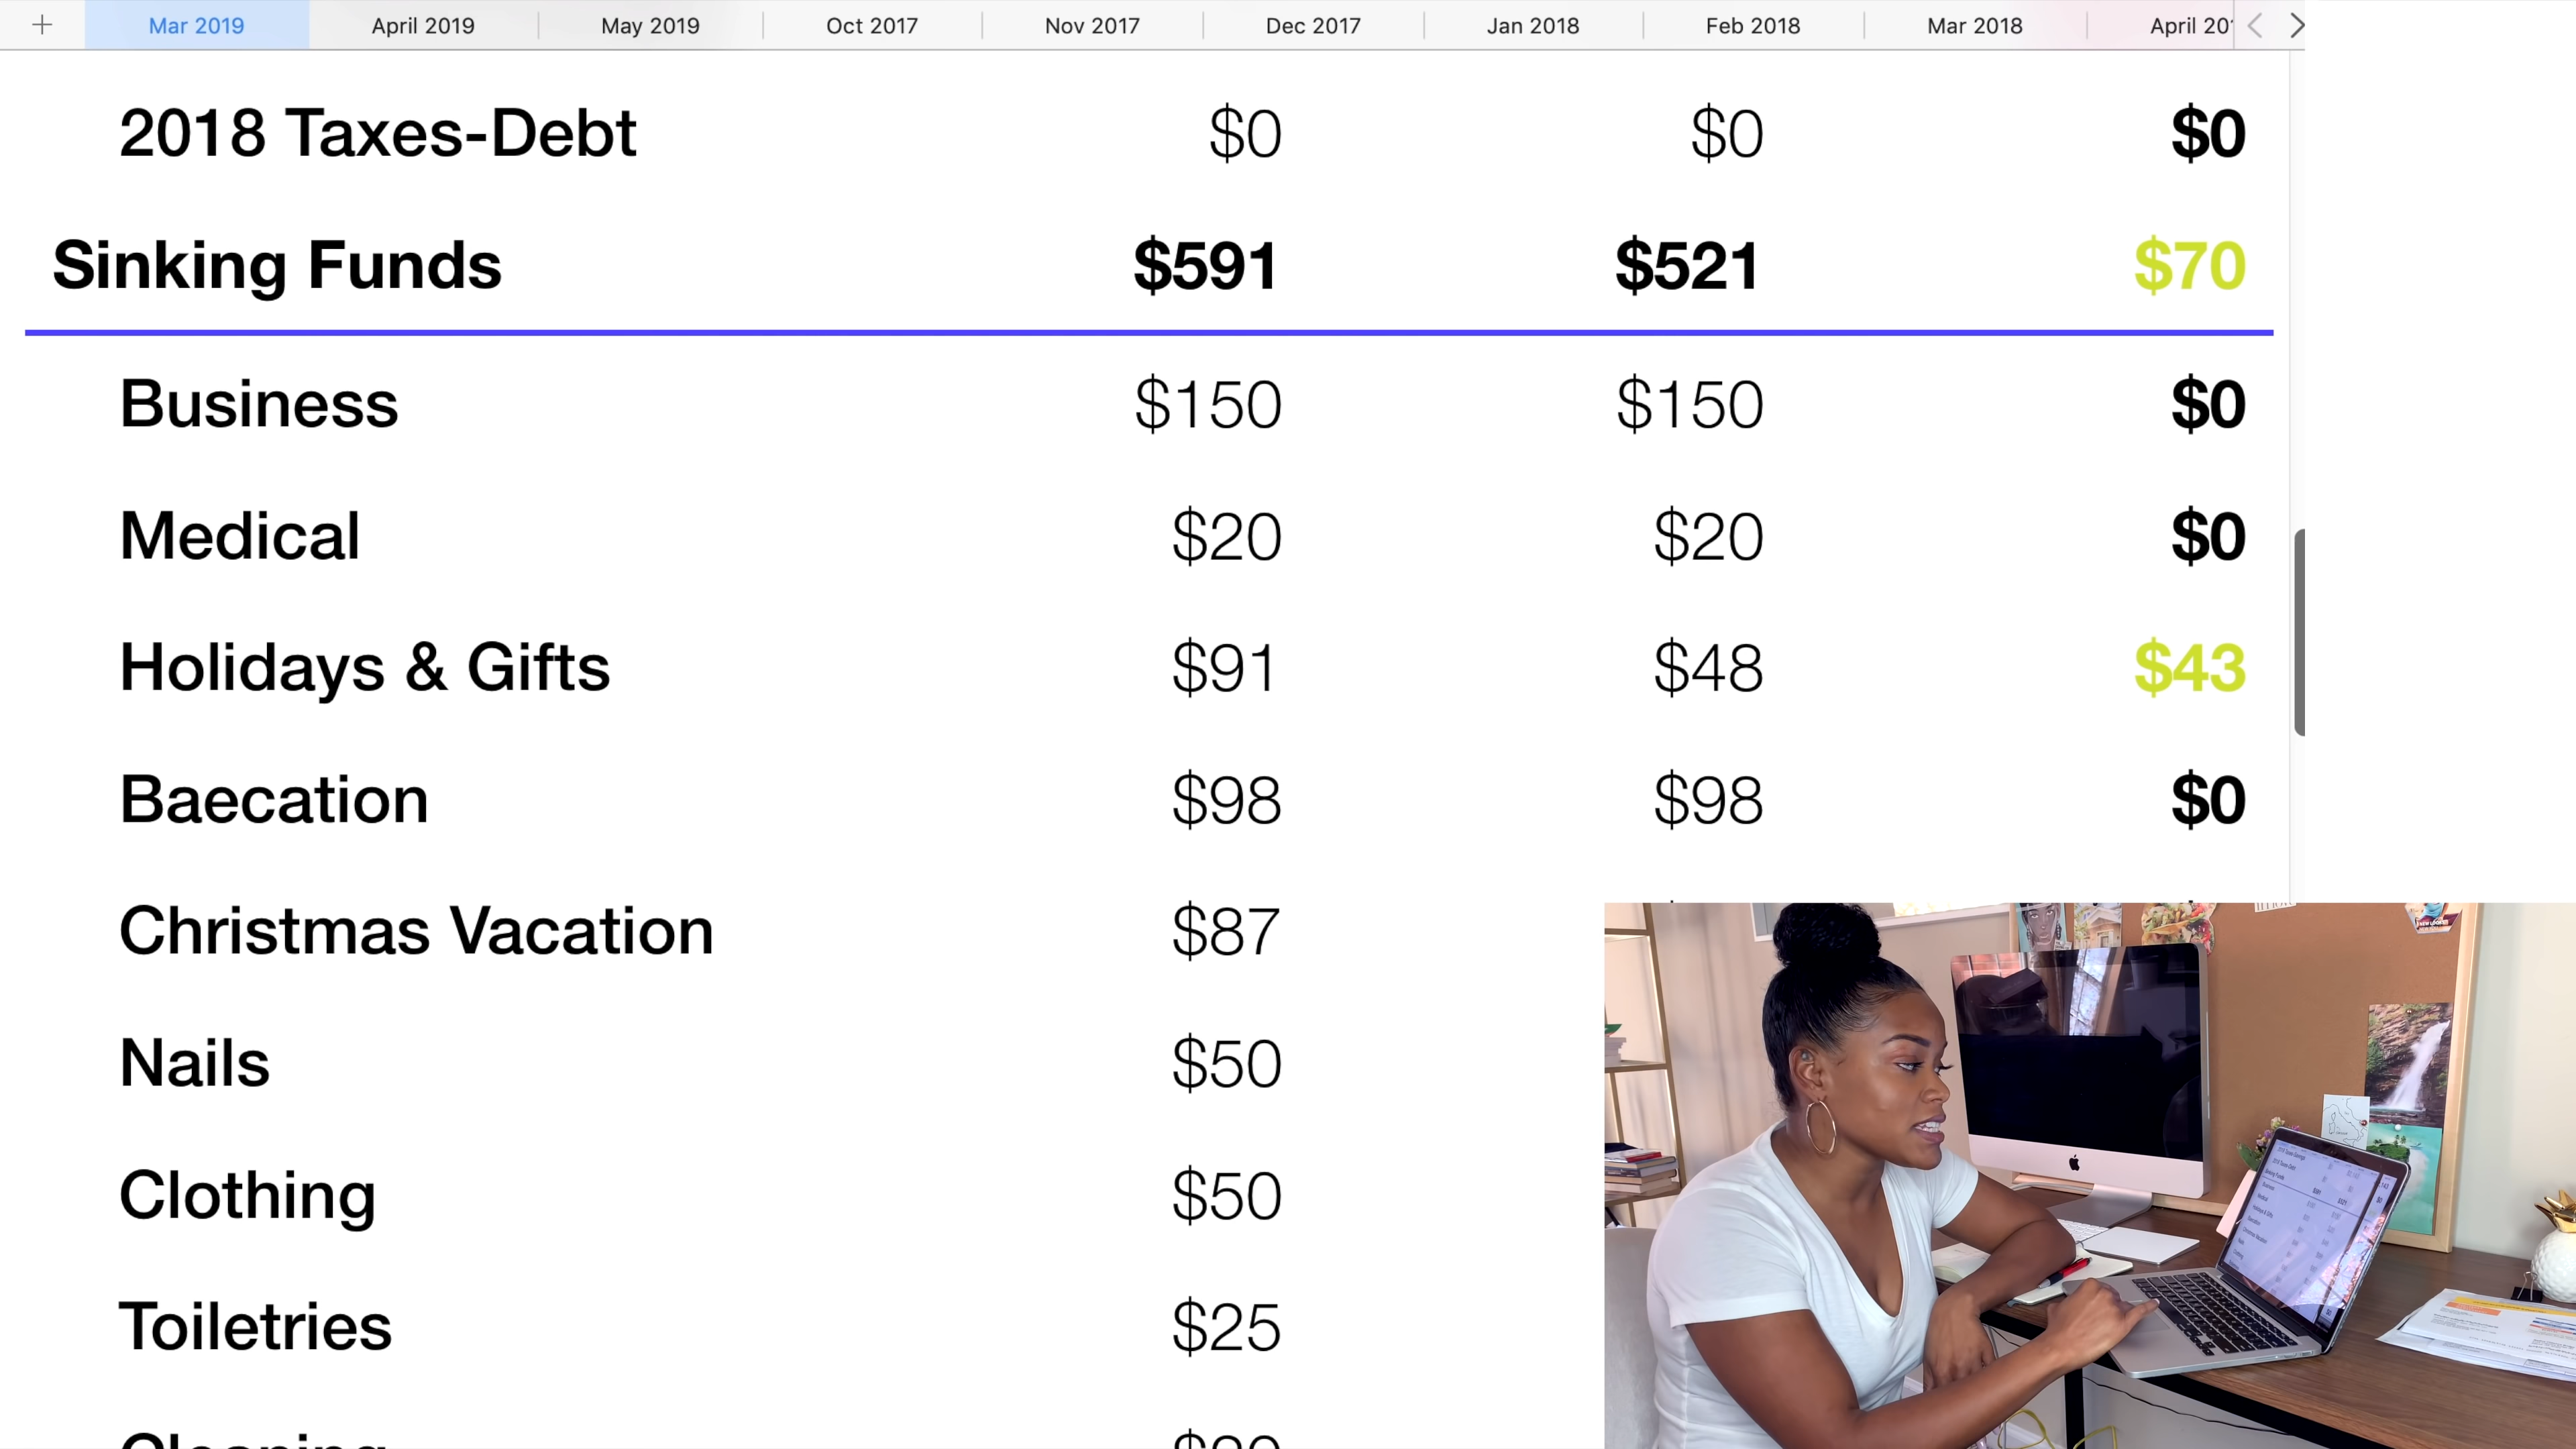 Mar 2019 April 2019 May 2019 Oct 2017 Nov 2017 Dec 2017 Jan 2018 Feb 2018 Mar 2018 April 20
2018 Taxes-Debt $0 $0 $0
Sinking Funds $591 $521 $70
Business $150 $150 $0
Medical $20 $20 $0
Holidays & Gifts $91 $48 $43
Baecation $98 $98 $0
Christmas Vacation $87
Nails $50
Clothing $50
Toiletries $25